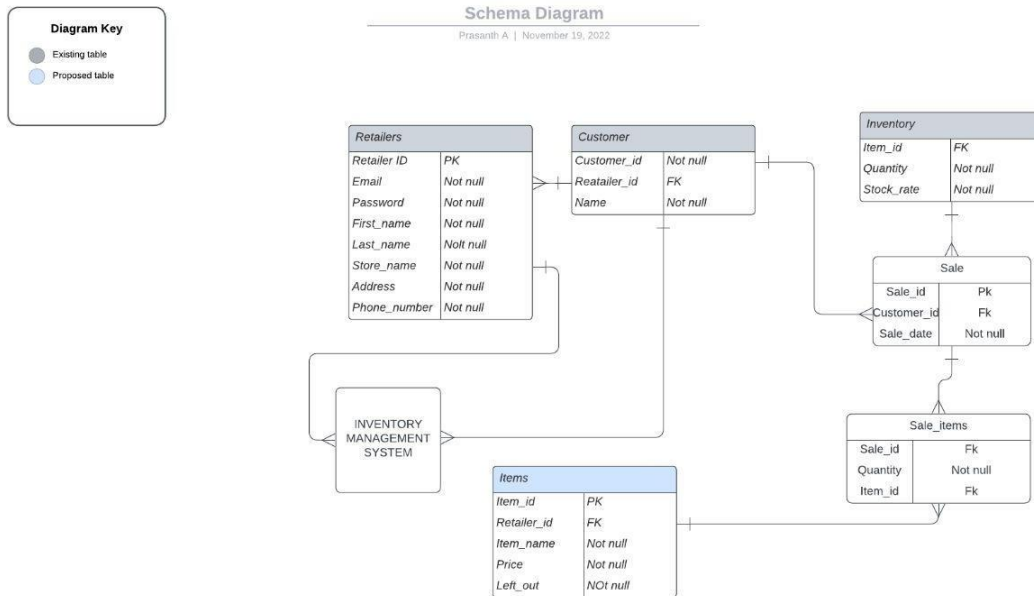 Schema Diagram
Prasanth A | November 19, 2022
Diagram Key
Existing table
Proposed table
Retailers
Retailer ID PK
Email Not null
Password Not null
First_name Not null
Last_name Nolt null
Store_name Not null
Address Not null
Phone_number Not null
Customer
Customer_id Not null
Reatailer_id FK
Name Not null
Inventory
Item_id FK
Quantity Not null
Stock_rate Not null
Sale
Sale_id Pk
Customer_id Fk
Sale_date Not null
INVENTORY
MANAGEMENT
SYSTEM
Sale_items
Sale_id Fk
Quantity Not null
Item_id Fk
Items
Item_id PK
Retailer_id FK
Item_name Not null
Price Not null
Left_out NOt null